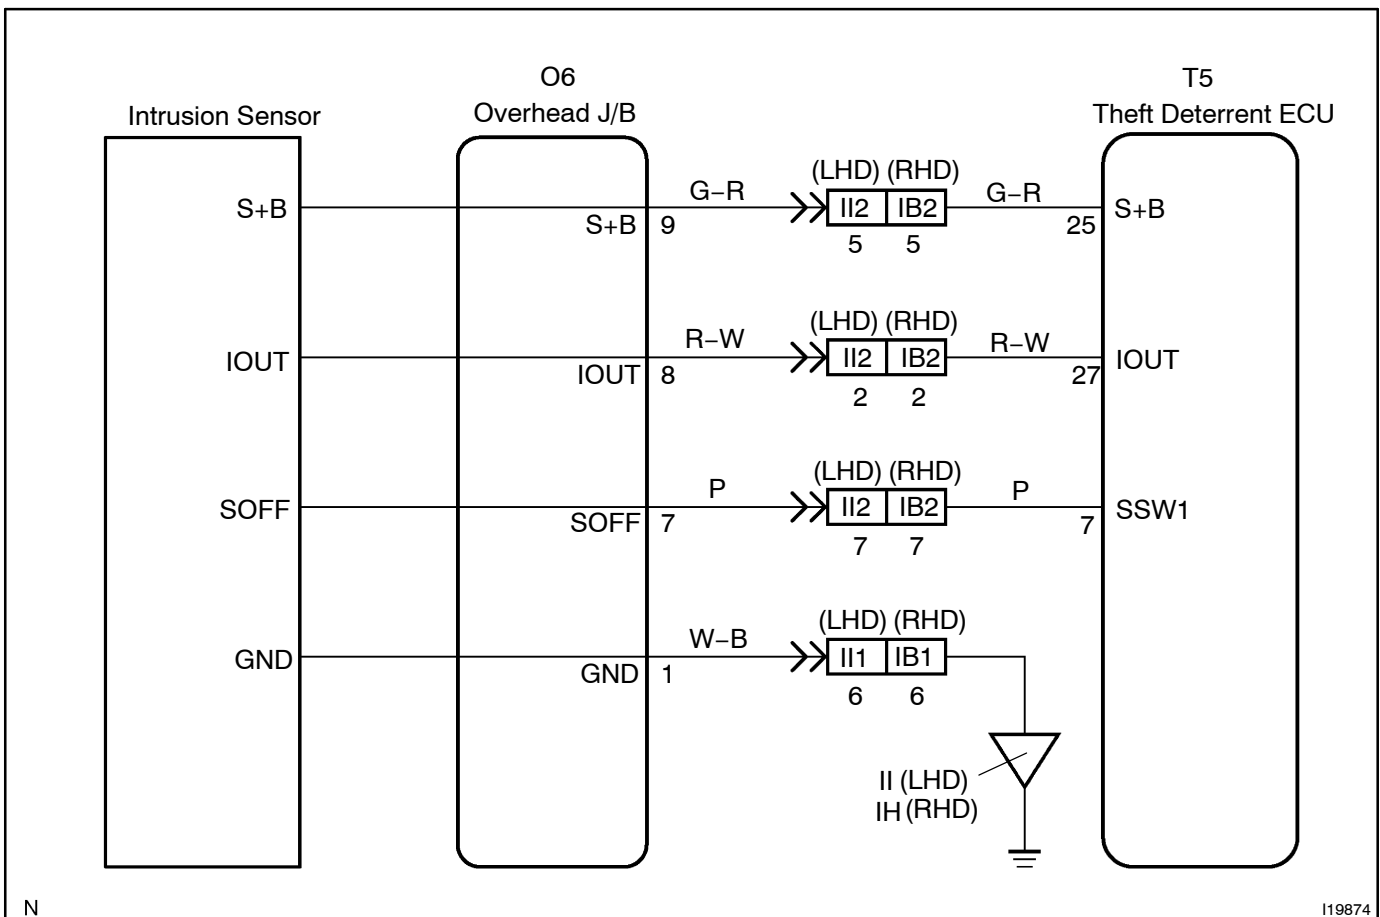 O6
T5
Intrusion Sensor
Overhead J/B
Theft Deterrent ECU
(LHD) (RHD)
S+B
S+B 9
G–R
II2 IB2
G–R
25
S+B
5 5
(LHD) (RHD)
IOUT
IOUT 8
R–W
II2 IB2
R–W
27
IOUT
2 2
(LHD) (RHD)
SOFF
SOFF 7
P
II2 IB2
P
7
SSW1
7 7
(LHD) (RHD)
GND
GND 1
W–B
II1 IB1
6 6
II (LHD)
IH (RHD)
N
I19874